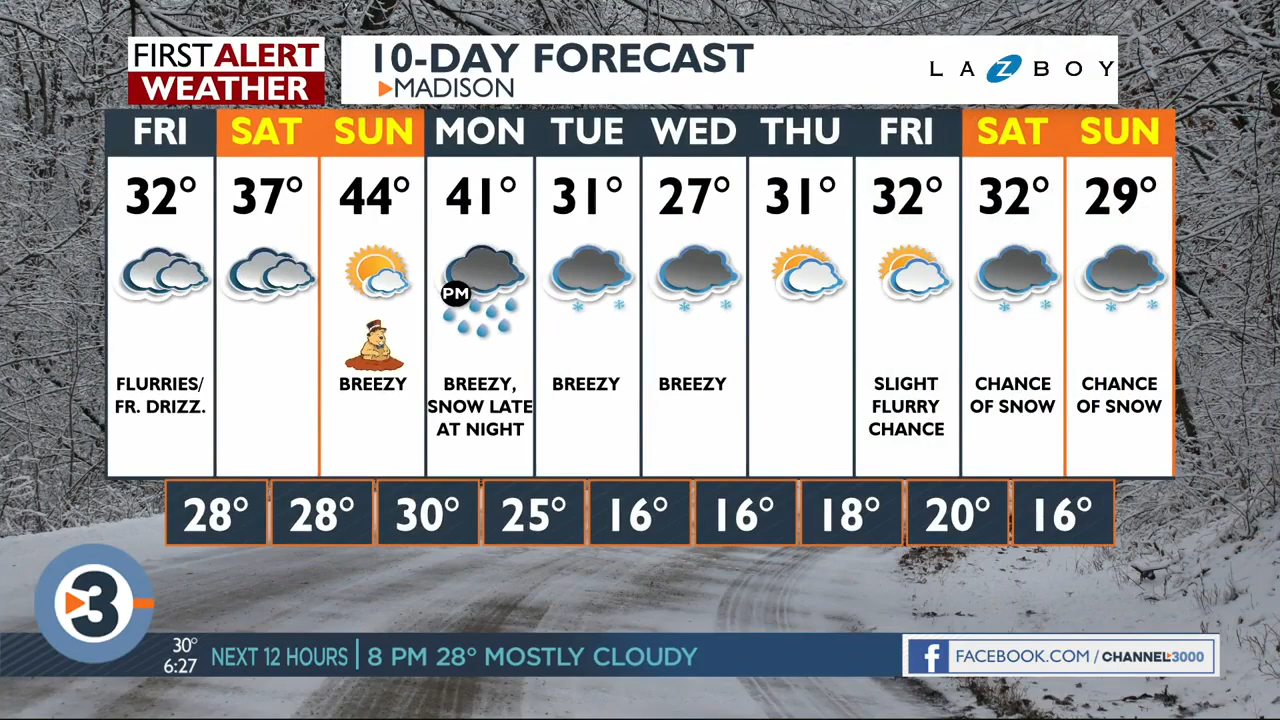 FIRST ALERT
WEATHER
10-DAY FORECAST
MADISON
LA Z BOY
FRI SAT SUN MON TUE WED THU FRI SAT SUN
32° 37° 44° 41° 31° 27° 31° 32° 32° 29°
PM
FLURRIES/
FR. DRIZZ.
BREEZY
BREEZY,
SNOW LATE
AT NIGHT
BREEZY
BREEZY
SLIGHT
FLURRY
CHANCE
CHANCE
OF SNOW
CHANCE
OF SNOW
28° 28° 30° 25° 16° 16° 18° 20° 16°
3
30°
6:27
NEXT 12 HOURS
8 PM 28° MOSTLY CLOUDY
f FACEBOOK.COM / CHANNEL3000